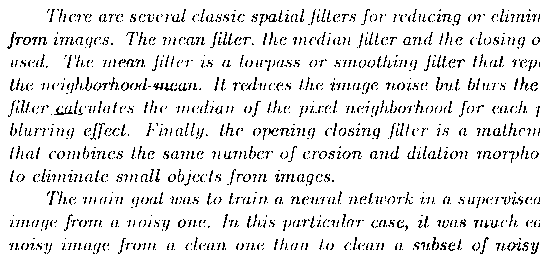 There are several classic spatial filters for reducing or elimin
from images. The mean filter, the median filter and the closing o
used. The mean filter is a lowpass or smoothing filter that rep
the neighborhood mean. It reduces the image noise but blurs the
filter calculates the median of the pixel neighborhood for each p
blurring effect. Finally, the opening closing filter is a mathem
that combines the same number of erosion and dilation morpho
to eliminate small objects from images.
The main goal was to train a neural network in a supervised
image from a noisy one. In this particular case, it was much ea
noisy image from a clean one than to clean a subset of noisy